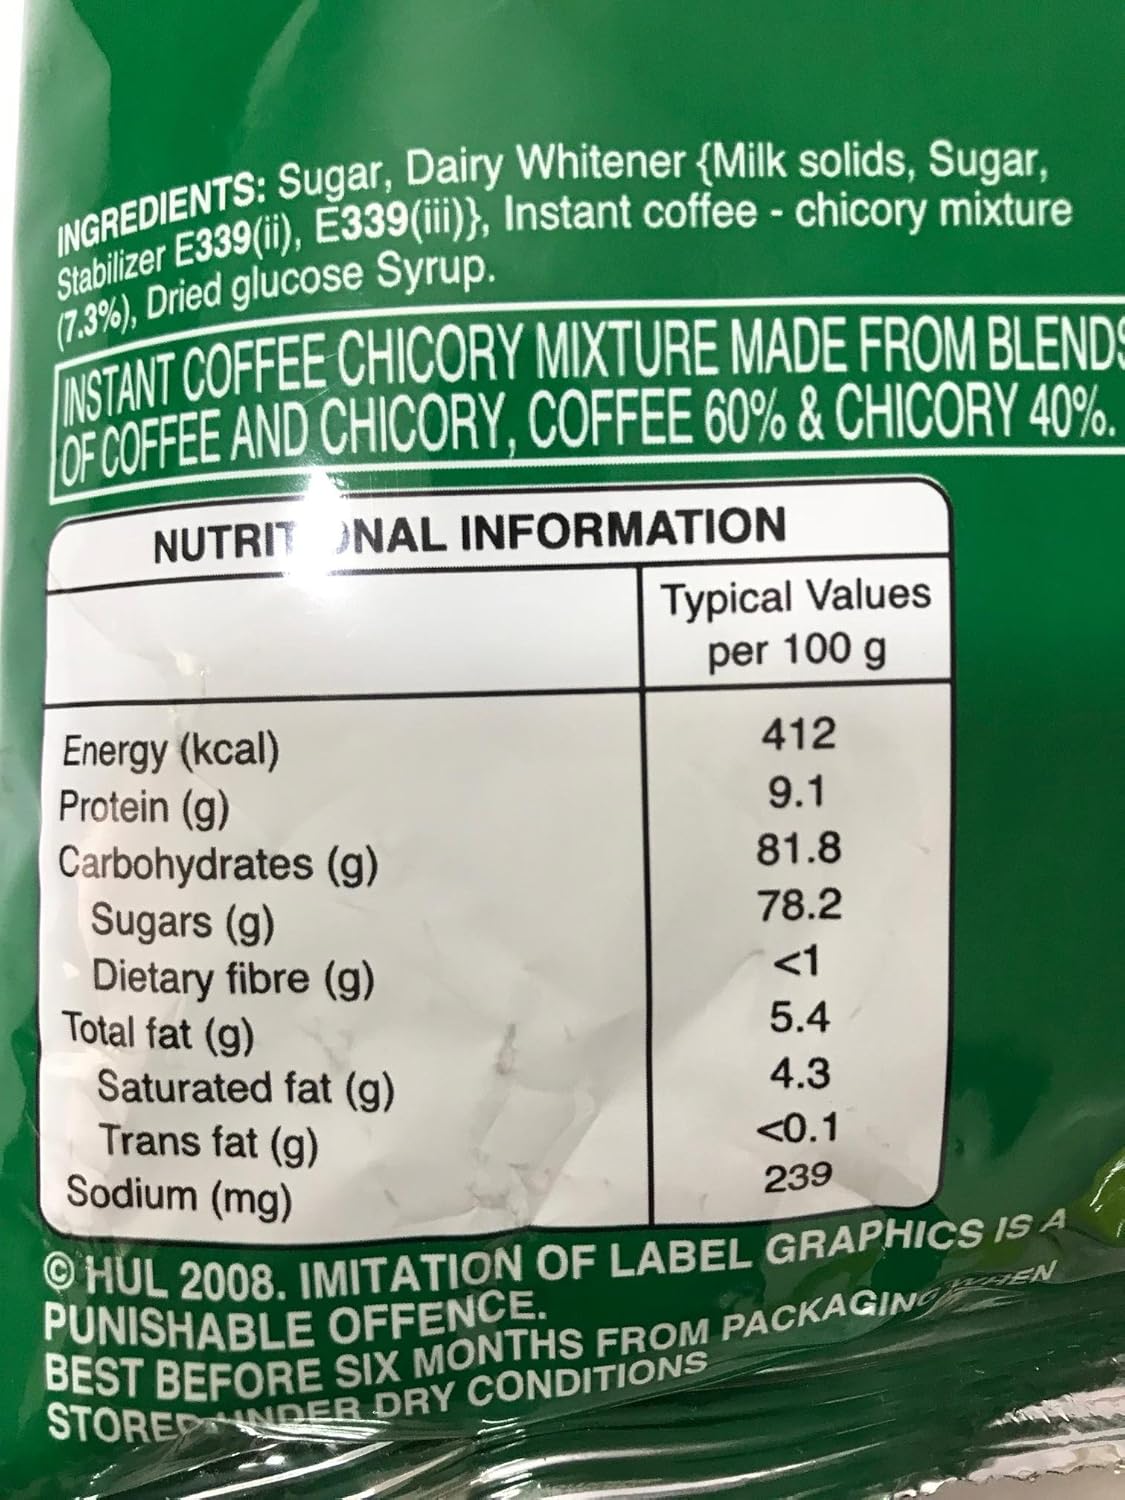 INGREDIENTS: Sugar, Dairy Whitener {Milk solids, Sugar,
Stabilizer E339(ii), E339(iii)}, Instant coffee - chicory mixture
(7.3%), Dried glucose Syrup.
INSTANT COFFEE CHICORY MIXTURE MADE FROM BLENDS
OF COFFEE AND CHICORY, COFFEE 60% & CHICORY 40%.
NUTRITIONAL INFORMATION
Typical Values
per 100 g
Energy (kcal) 412
Protein (g) 9.1
Carbohydrates (g) 81.8
Sugars (g) 78.2
Dietary fibre (g) <1
Total fat (g) 5.4
Saturated fat (g) 4.3
Trans fat (g) <0.1
Sodium (mg) 239
© HUL 2008. IMITATION OF LABEL GRAPHICS IS A
PUNISHABLE OFFENCE.
BEST BEFORE SIX MONTHS FROM PACKAGING WHEN
STORED UNDER DRY CONDITIONS